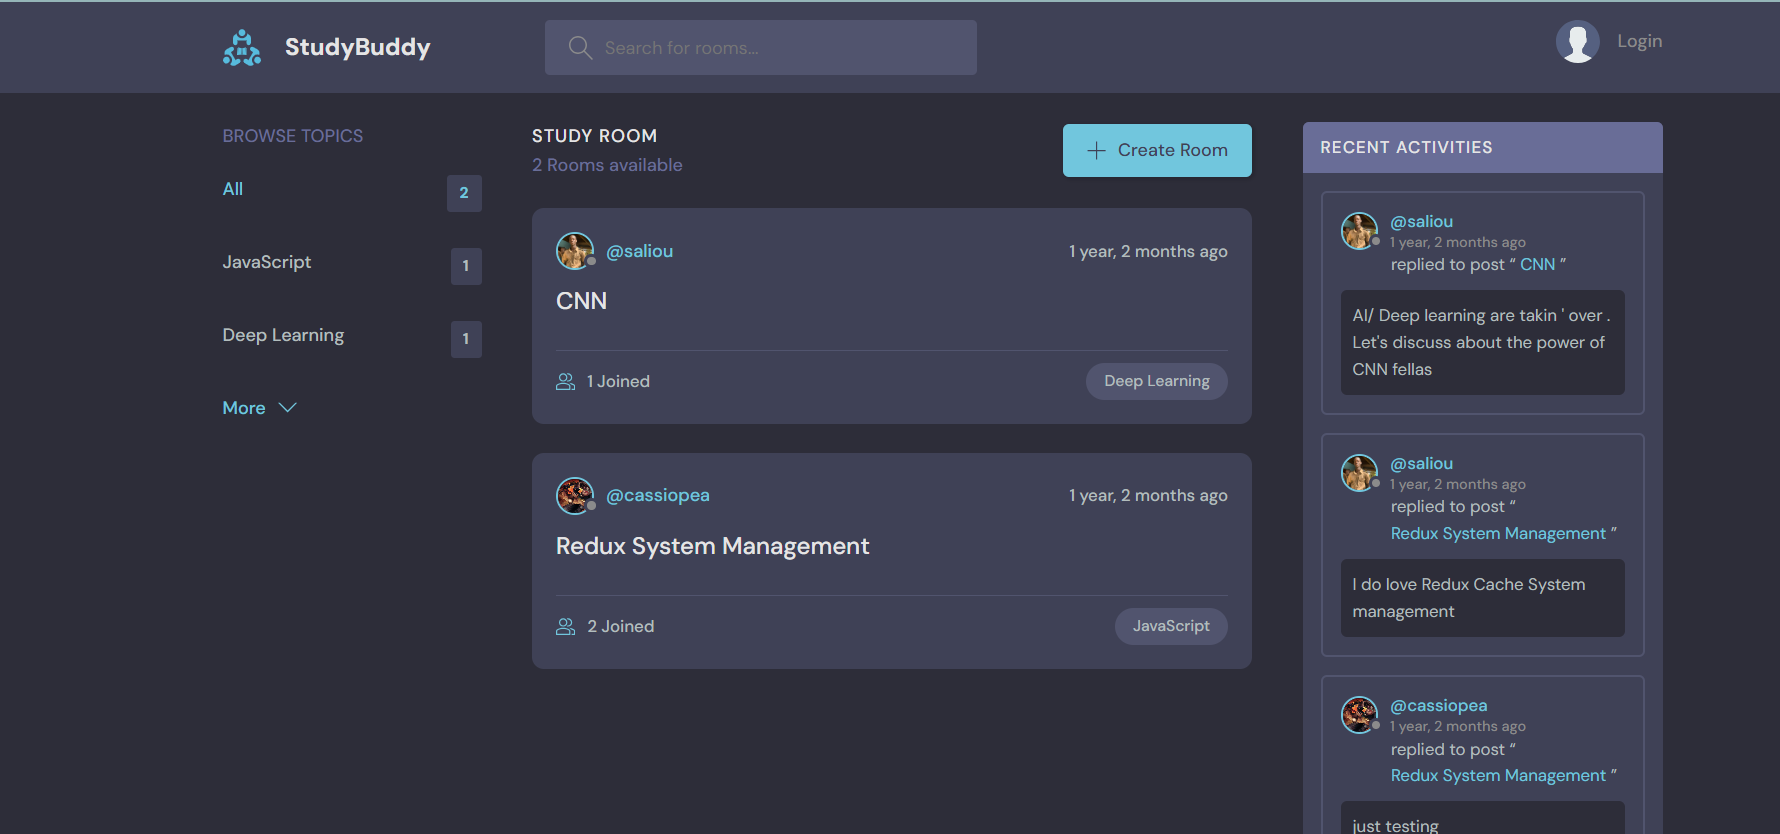 StudyBuddy
Search for rooms...
Login
BROWSE TOPICS
All
2
JavaScript
1
Deep Learning
1
More
STUDY ROOM
2 Rooms available
Create Room
@saliou
1 year, 2 months ago
CNN
1 Joined
Deep Learning
@cassiopea
1 year, 2 months ago
Redux System Management
2 Joined
JavaScript
RECENT ACTIVITIES
@saliou
1 year, 2 months ago
replied to post “ CNN ”
AI/ Deep learning are takin ' over .
Let's discuss about the power of
CNN fellas
@saliou
1 year, 2 months ago
replied to post “
Redux System Management ”
I do love Redux Cache System
management
@cassiopea
1 year, 2 months ago
replied to post “
Redux System Management ”
just testing